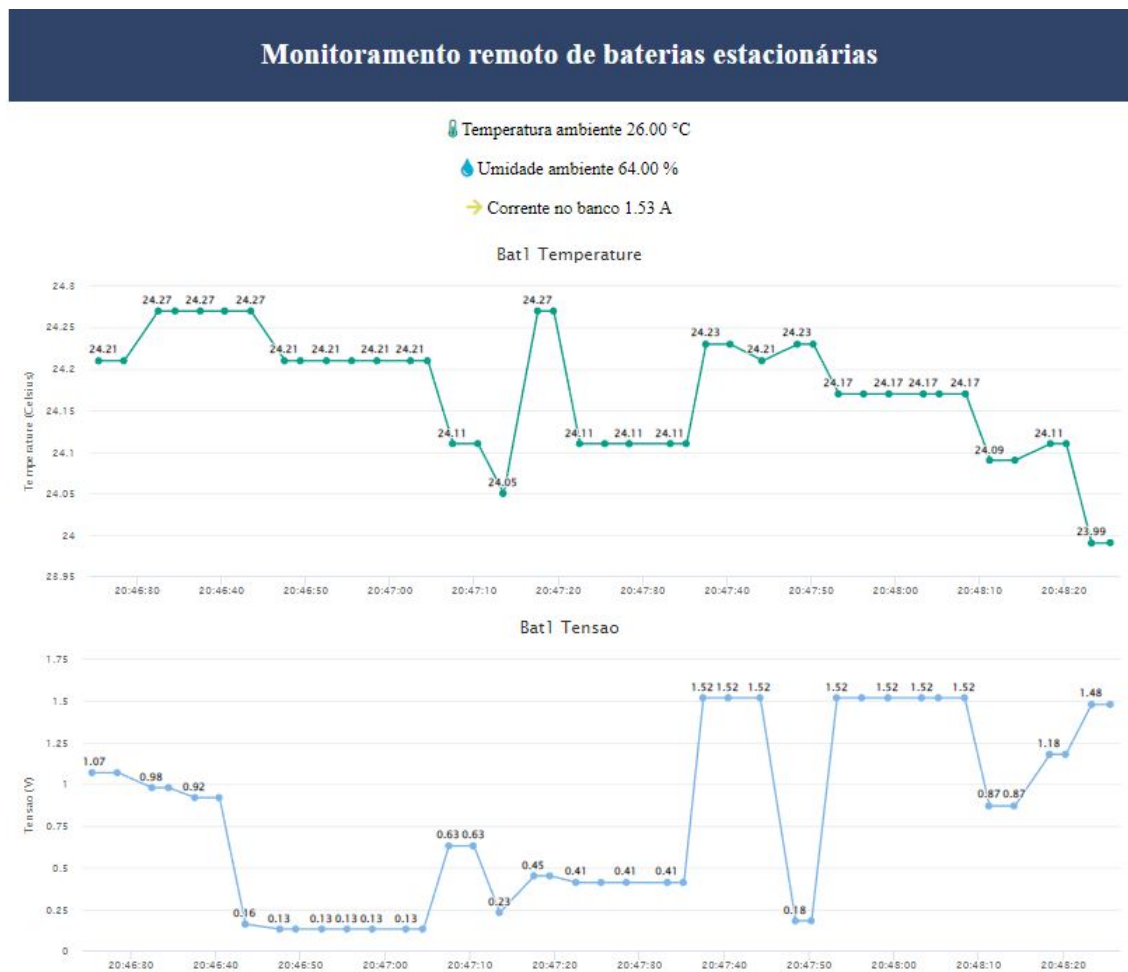 Monitoramento remoto de baterias estacionárias
Temperatura ambiente 26.00 °C
Umidade ambiente 64.00 %
Corrente no banco 1.53 A
Bat1 Temperature
24.3
24.25
24.2
24.15
24.1
24.05
24
23.95
Temperature (Celsius)
24.21 24.27 24.27 24.27 24.21 24.21 24.21 24.21 24.11 24.05 24.27 24.11 24.11 24.11 24.23 24.21 24.23 24.17 24.17 24.17 24.17 24.09 24.11 23.99
20:46:30 20:46:40 20:46:50 20:47:00 20:47:10 20:47:20 20:47:30 20:47:40 20:47:50 20:48:00 20:48:10 20:48:20
Bat1 Tensao
1.75
1.5
1.25
1
0.75
0.5
0.25
0
Tensao (V)
1.07 0.98 0.92 0.16 0.13 0.13 0.13 0.13 0.13 0.63 0.63 0.23 0.45 0.41 0.41 0.41 1.52 1.52 1.52 0.18 1.52 1.52 1.52 1.52 0.87 0.87 1.18 1.48
20:46:30 20:46:40 20:46:50 20:47:00 20:47:10 20:47:20 20:47:30 20:47:40 20:47:50 20:48:00 20:48:10 20:48:20